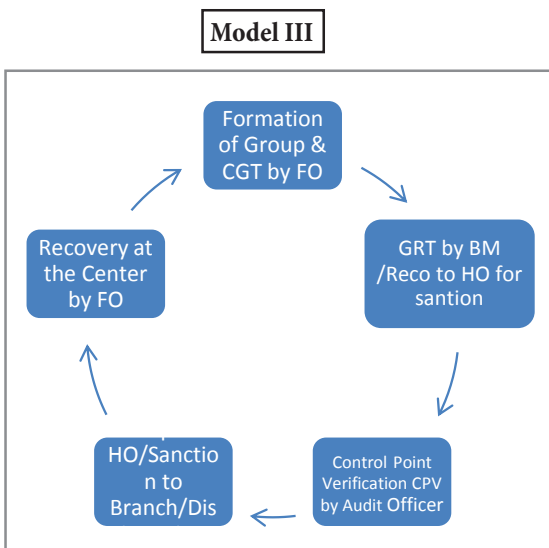 Model III
Formation
of Group &
CGT by FO
GRT by BM
/Reco to HO for
santion
Control Point
Verification CPV
by Audit Officer
HO/Sanctio
n to
Branch/Dis
Recovery at
the Center
by FO